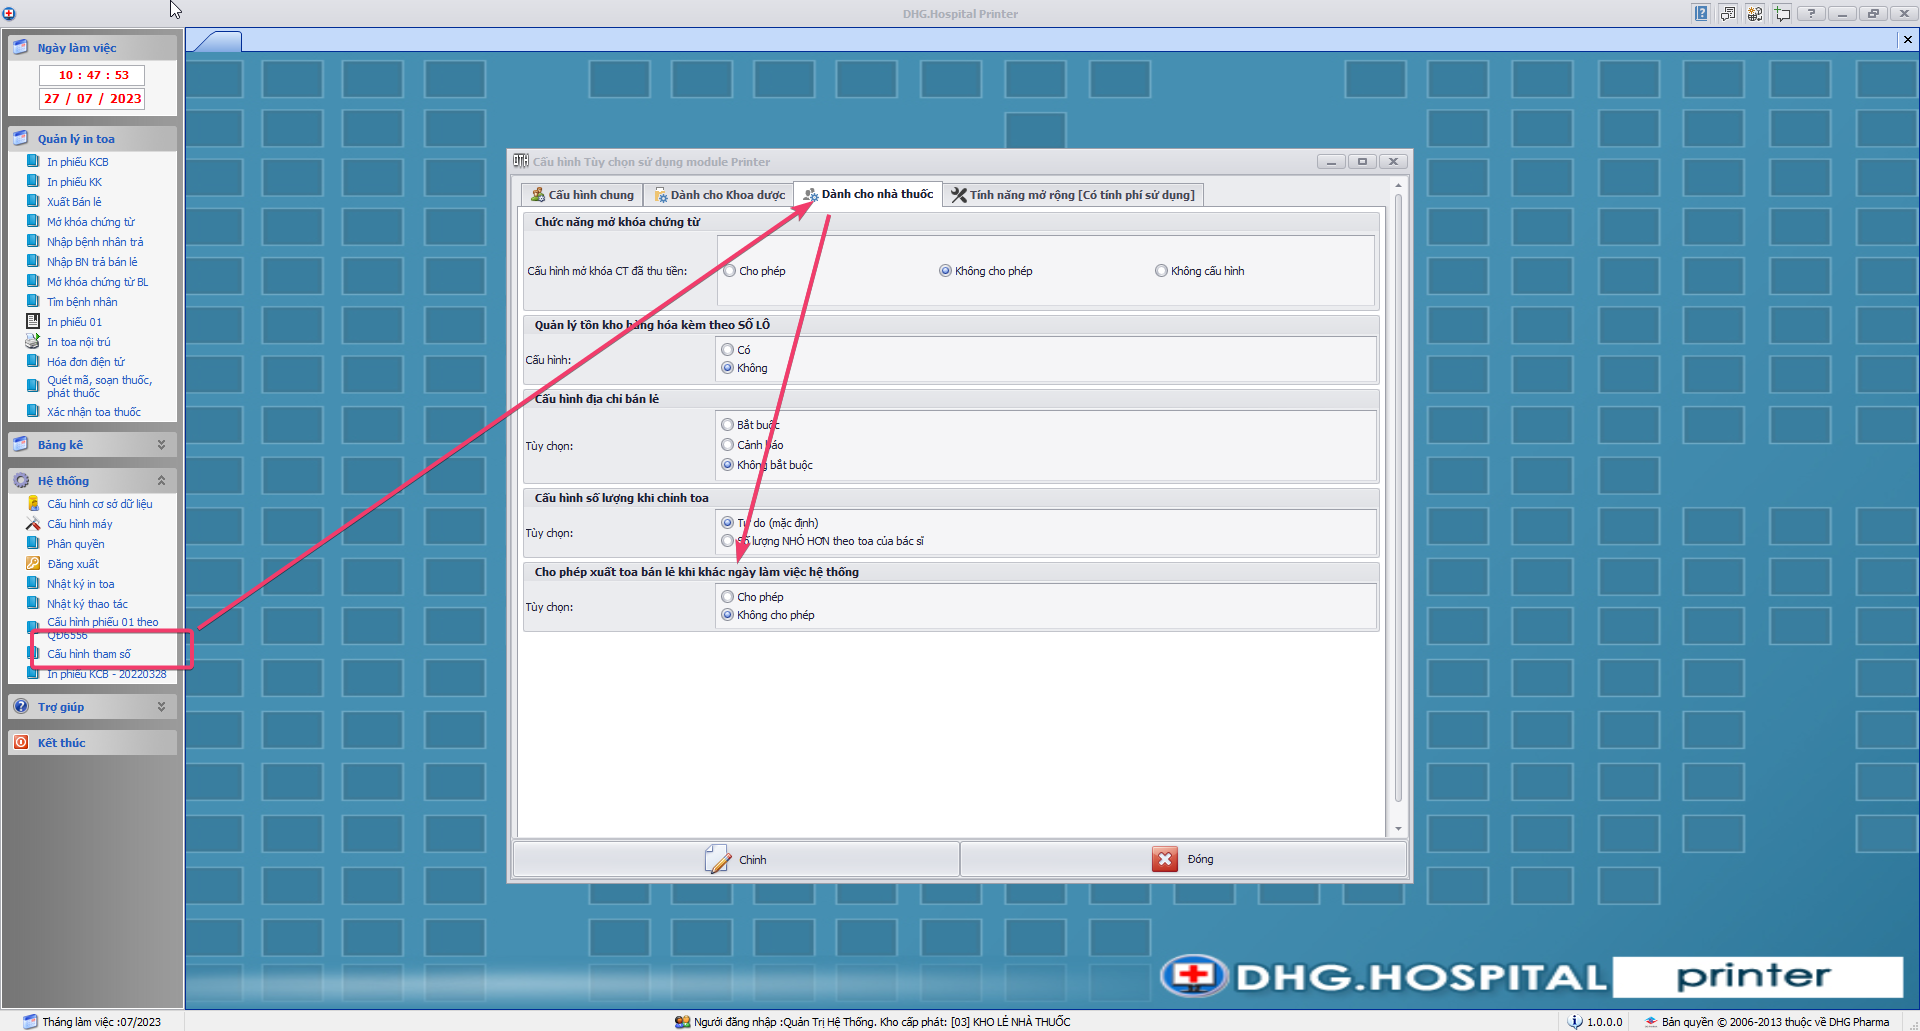 DHG.Hospital Printer
Ngày làm việc
10 : 47 : 53
27 / 07 / 2023
Quản lý in toa
In phiếu KCB
In phiếu KK
Xuất Bán lẻ
Mở khóa chứng từ
Nhập bệnh nhân trả
Nhập BN trả bán lẻ
Mở khóa chứng từ BL
Tìm bệnh nhân
In phiếu 01
In toa nội trú
Hóa đơn điện tử
Quét mã, soạn thuốc,
phát thuốc
Xác nhận toa thuốc
Bảng kê
Hệ thống
Cấu hình cơ sở dữ liệu
Cấu hình máy
Phân quyền
Đăng xuất
Nhật ký in toa
Nhật ký thao tác
Cấu hình phiếu 01 theo
QĐ6556
Cấu hình tham số
In phiếu KCB - 20220328
Trợ giúp
Kết thúc
Cấu hình Tùy chọn sử dụng module Printer
Cấu hình chung
Dành cho Khoa dược
Dành cho nhà thuốc
Tính năng mở rộng [Có tính phí sử dụng]
Chức năng mở khóa chứng từ
Cấu hình mở khóa CT đã thu tiền:
Cho phép
Không cho phép
Không cấu hình
Quản lý tồn kho hàng hóa kèm theo SỐ LÔ
Cấu hình:
Có
Không
Cấu hình địa chỉ bán lẻ
Tùy chọn:
Bắt buộc
Cảnh báo
Không bắt buộc
Cấu hình số lượng khi chỉnh toa
Tùy chọn:
Tự do (mặc định)
Số lượng NHỎ HƠN theo toa của bác sĩ
Cho phép xuất toa bán lẻ khi khác ngày làm việc hệ thống
Tùy chọn:
Cho phép
Không cho phép
Chỉnh
Đóng
DHG.HOSPITAL printer
Tháng làm việc :07/2023
Người đăng nhập :Quản Trị Hệ Thống. Kho cấp phát: [03] KHO LẺ NHÀ THUỐC
1.0.0.0
Bản quyền © 2006-2013 thuộc về DHG Pharma